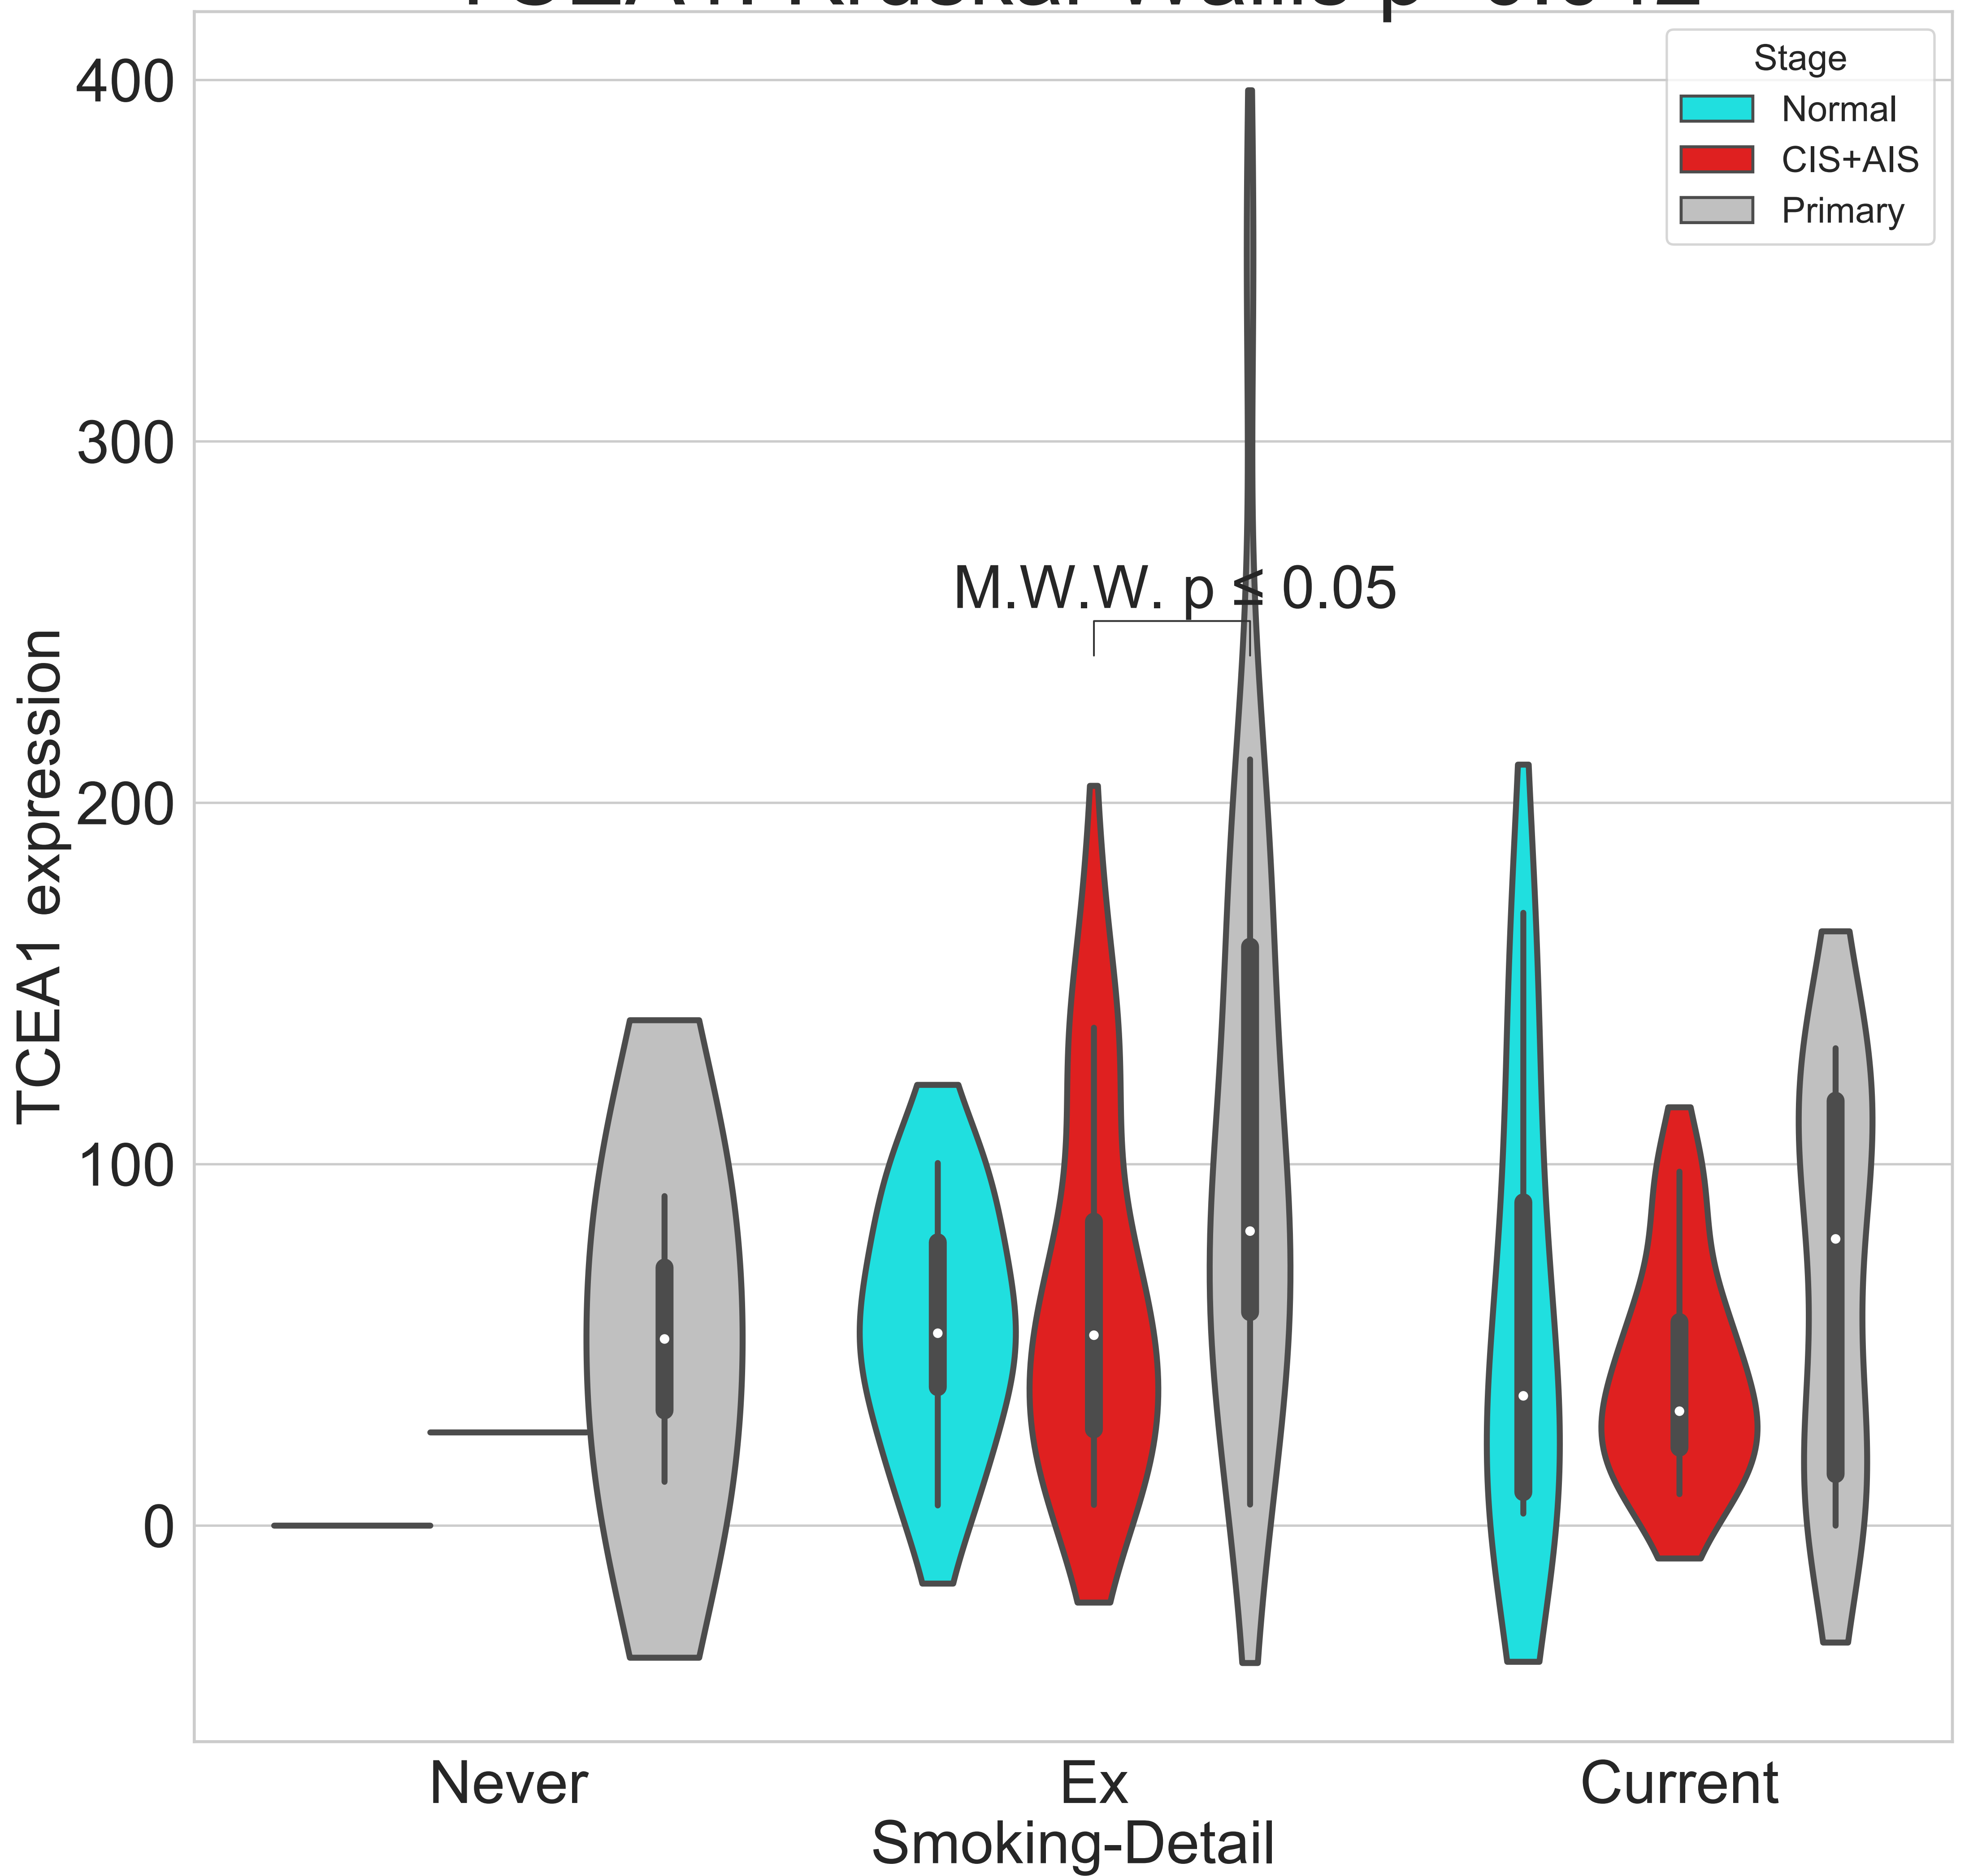 400
300
200
100
0
TCEA1 expression
Stage
Normal
CIS+AIS
Primary
M.W.W. p ≤ 0.05
Never
Ex
Current
Smoking-Detail